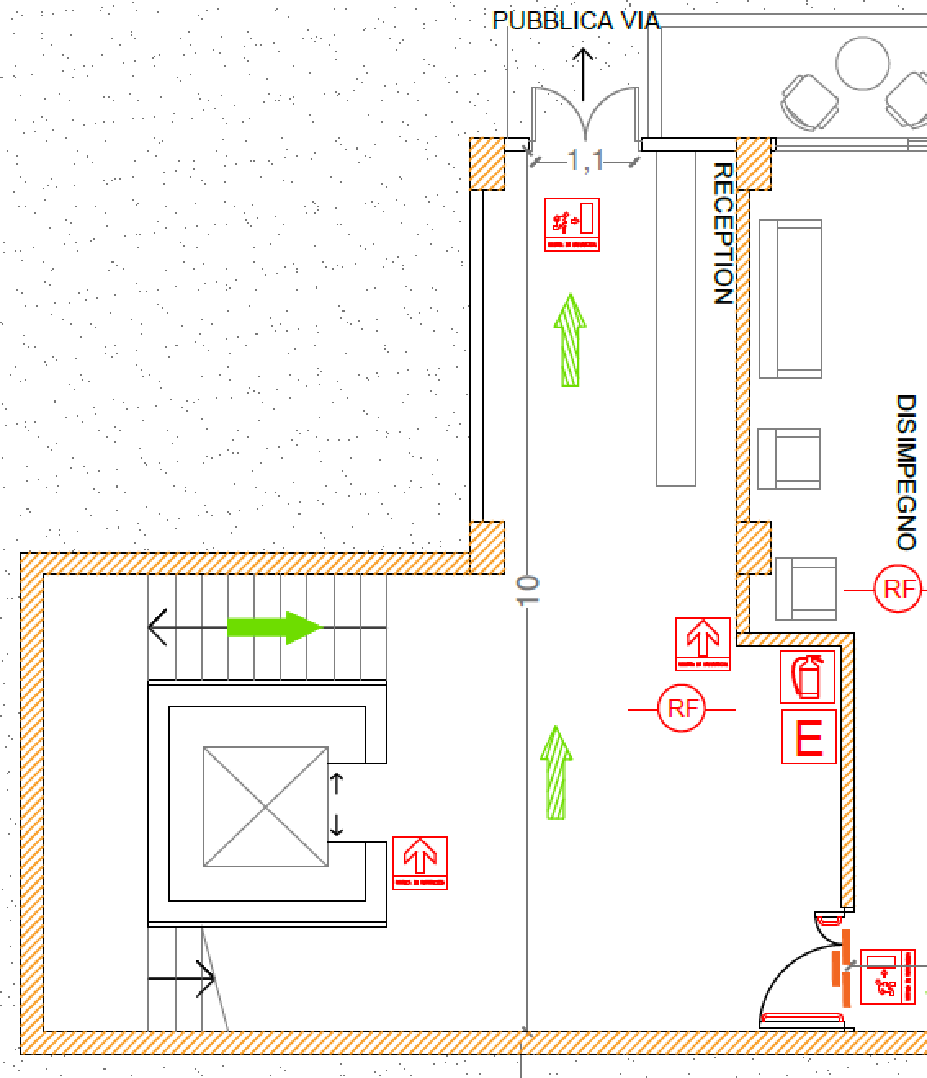 PUBBLICA VIA
1,1
RECEPTION
DISIMPEGNO
10
RF
RF
E